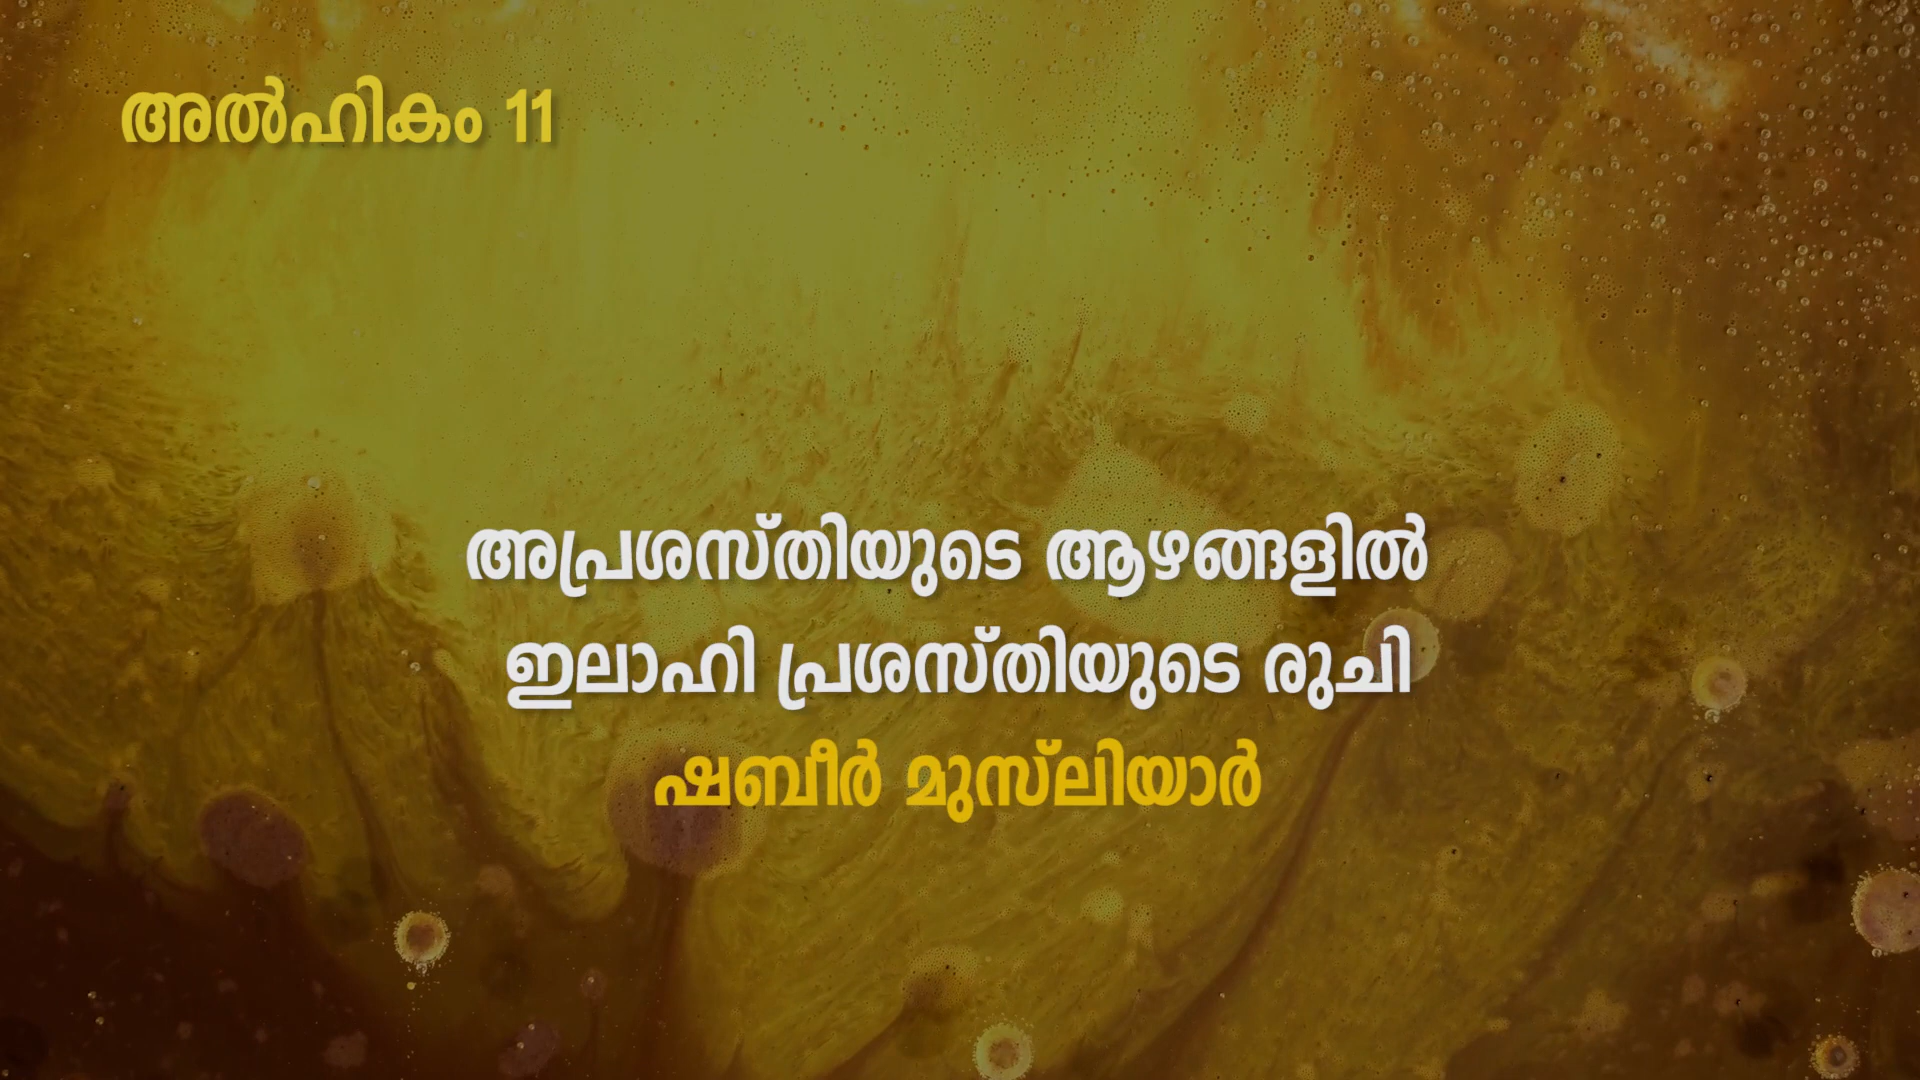 അൽഹികം 11
അപ്രശസ്തിയുടെ ആഴങ്ങളിൽ
ഇലാഹി പ്രശസ്തിയുടെ രുചി
ഷബീർ മുസ്‌ലിയാർ